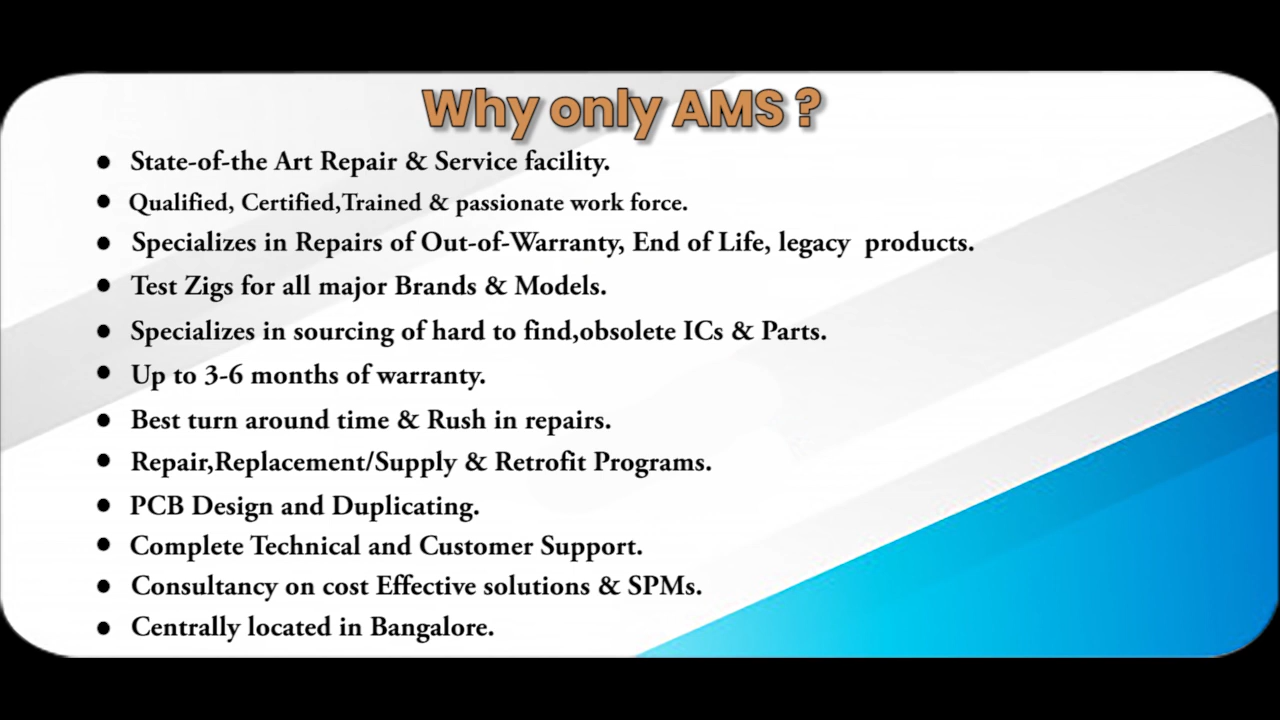 Why only AMS ?
● State-of-the Art Repair & Service facility.
● Qualified, Certified,Trained & passionate work force.
● Specializes in Repairs of Out-of-Warranty, End of Life, legacy  products.
● Test Zigs for all major Brands & Models.
● Specializes in sourcing of hard to find,obsolete ICs & Parts.
● Up to 3-6 months of warranty.
● Best turn around time & Rush in repairs.
● Repair,Replacement/Supply & Retrofit Programs.
● PCB Design and Duplicating.
● Complete Technical and Customer Support.
● Consultancy on cost Effective solutions & SPMs.
● Centrally located in Bangalore.